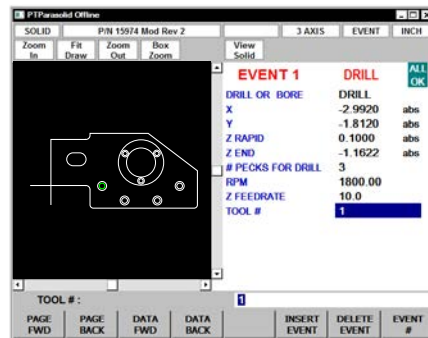 PTParasolid Offline
SOLID P/N 15974 Mod Rev 2 3 AXIS EVENT INCH
Zoom In Fit Draw Zoom Out Box Zoom View Solid
EVENT 1 DRILL ALL OK
DRILL OR BORE DRILL
X -2.9920 abs
Y -1.8120 abs
Z RAPID 0.1000 abs
Z END -1.1622 abs
# PECKS FOR DRILL 3
RPM 1800.00
Z FEEDRATE 10.0
TOOL # 1
TOOL # : 1
PAGE FWD PAGE BACK DATA FWD DATA BACK INSERT EVENT DELETE EVENT EVENT #